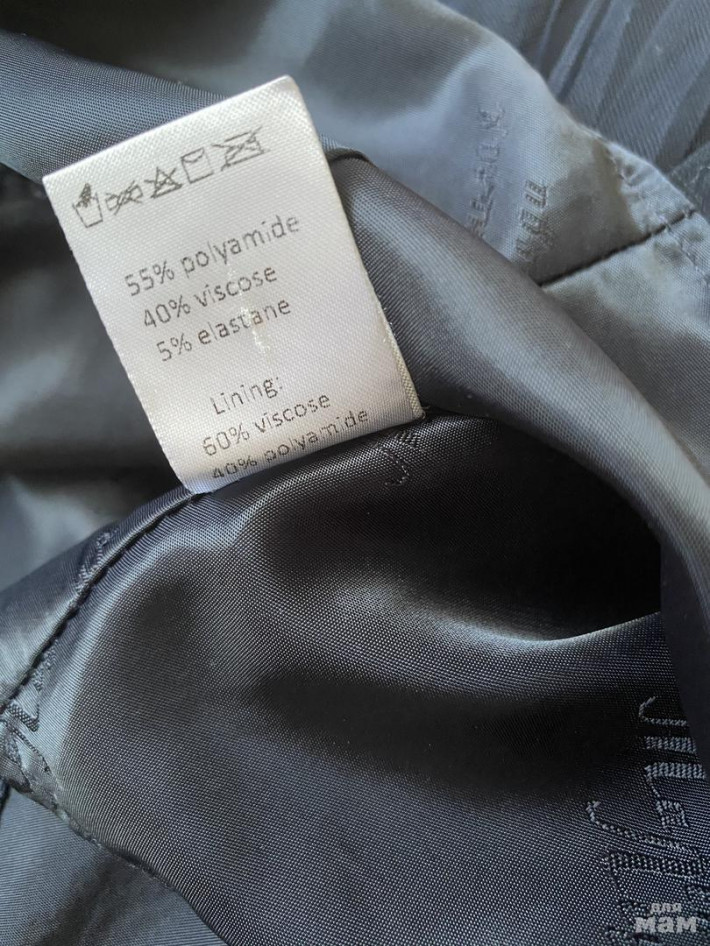 55% polyamide
40% viscose
5% elastane
Lining:
60% viscose
40% polyamide
для
мам